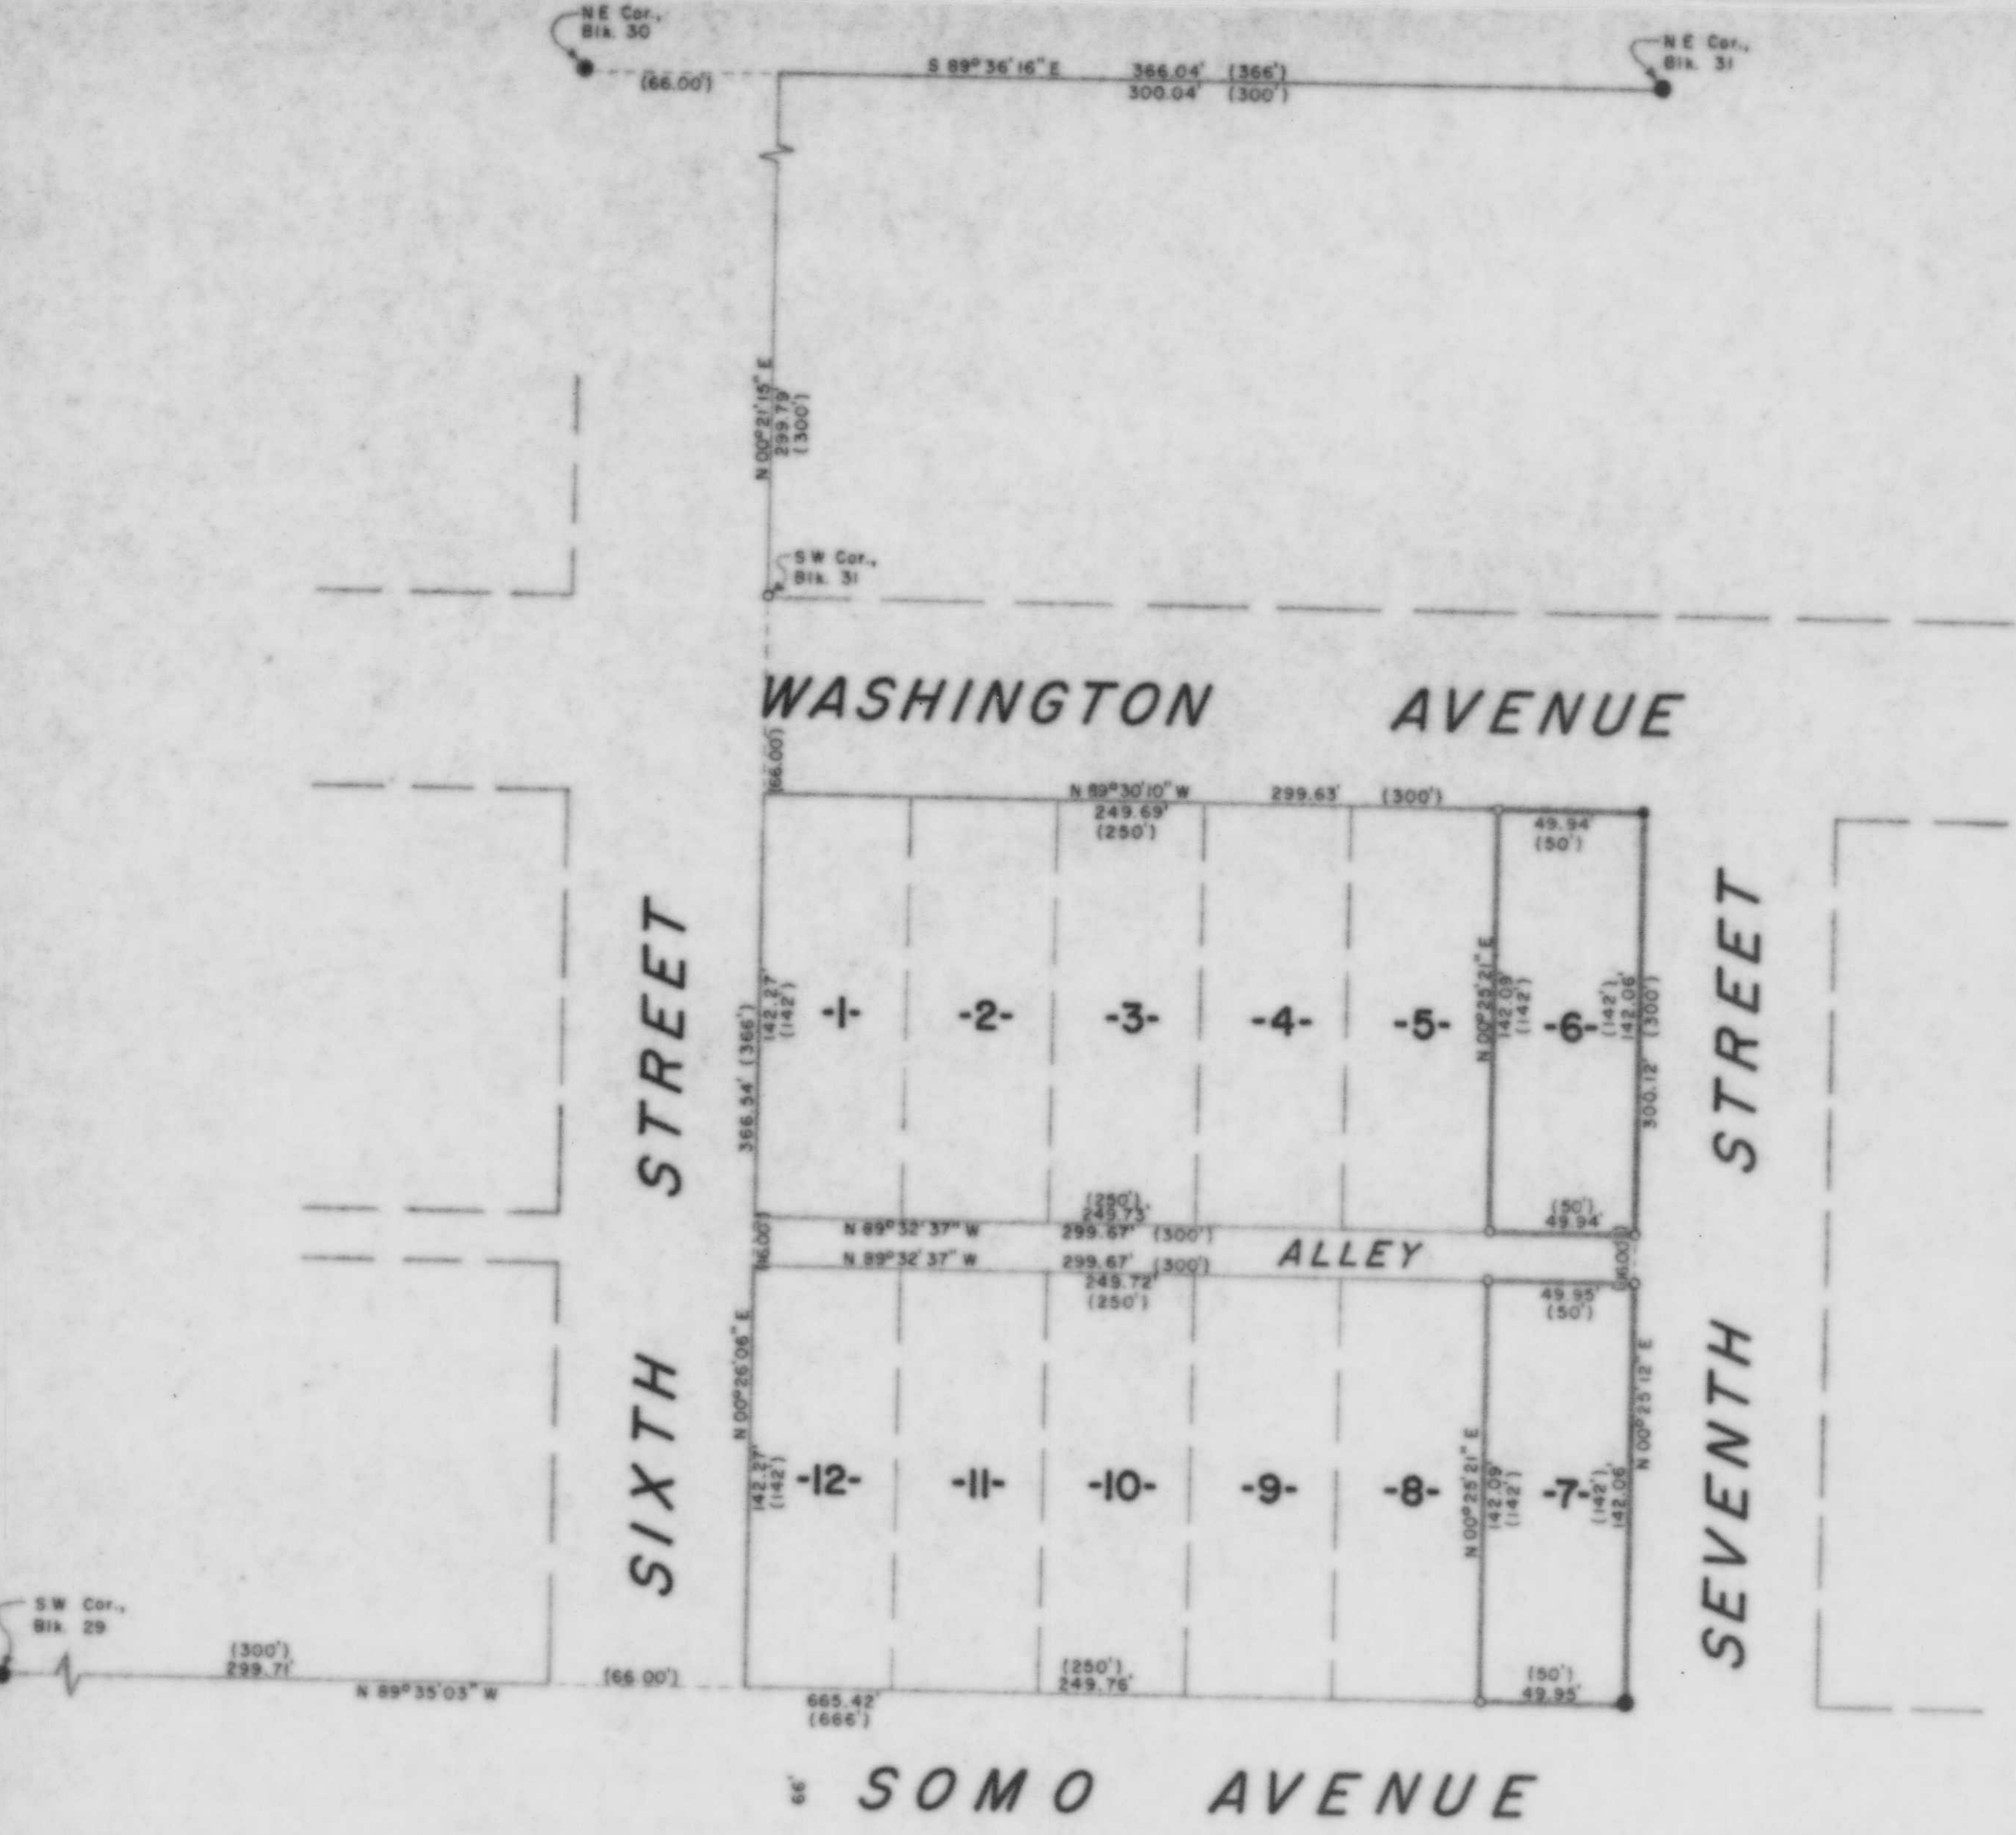 NE Cor.,
Blk. 30
NE Cor.,
Blk. 31
(66.00')
S 89° 36' 16" E 366.04' (366')
300.04' (300')
N 00° 21' 15" E
299.79'
(300')
SW Cor.,
Blk. 31
WASHINGTON AVENUE
(66.00')
N 89° 30' 10" W 299.63' (300')
249.69'
(250')
49.94'
(50')
SIXTH STREET
366.54' (366')
N 00° 26' 06" E
142.27'
(142')
-1-
-2-
-3-
-4-
-5-
N 00° 25' 21" E
142.09'
(142')
-6-
(142')
142.06'
300.12' (300')
SEVENTH STREET
(250')
249.73'
(50')
49.94'
N 89° 32' 37" W 299.67' (300')
(16.00')
ALLEY
(16.00')
N 89° 32' 37" W 299.67' (300')
249.72'
(250')
49.95'
(50')
142.27'
(142')
-12-
-11-
-10-
-9-
-8-
N 00° 25' 21" E
142.09'
(142')
-7-
(142')
142.06'
N 00° 25' 12" E
SW Cor.,
Blk. 29
(300')
299.71'
N 89° 35' 03" W
(66.00')
(250')
249.76'
(50')
49.95'
665.42'
(666')
66'
SOMO AVENUE